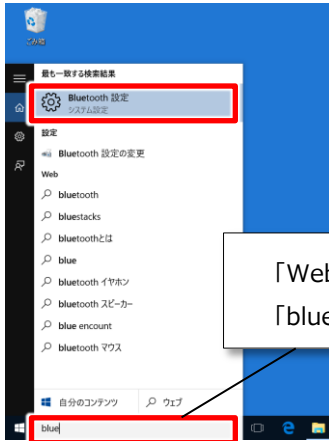 ごみ箱
最も一致する検索結果
Bluetooth 設定
システム設定
設定
Bluetooth 設定の変更
Web
bluetooth
bluestacks
bluetoothとは
blue
bluetooth イヤホン
bluetooth スピーカー
blue encount
bluetooth マウス
「Web
「blue
自分のコンテンツ
ウェブ
blue